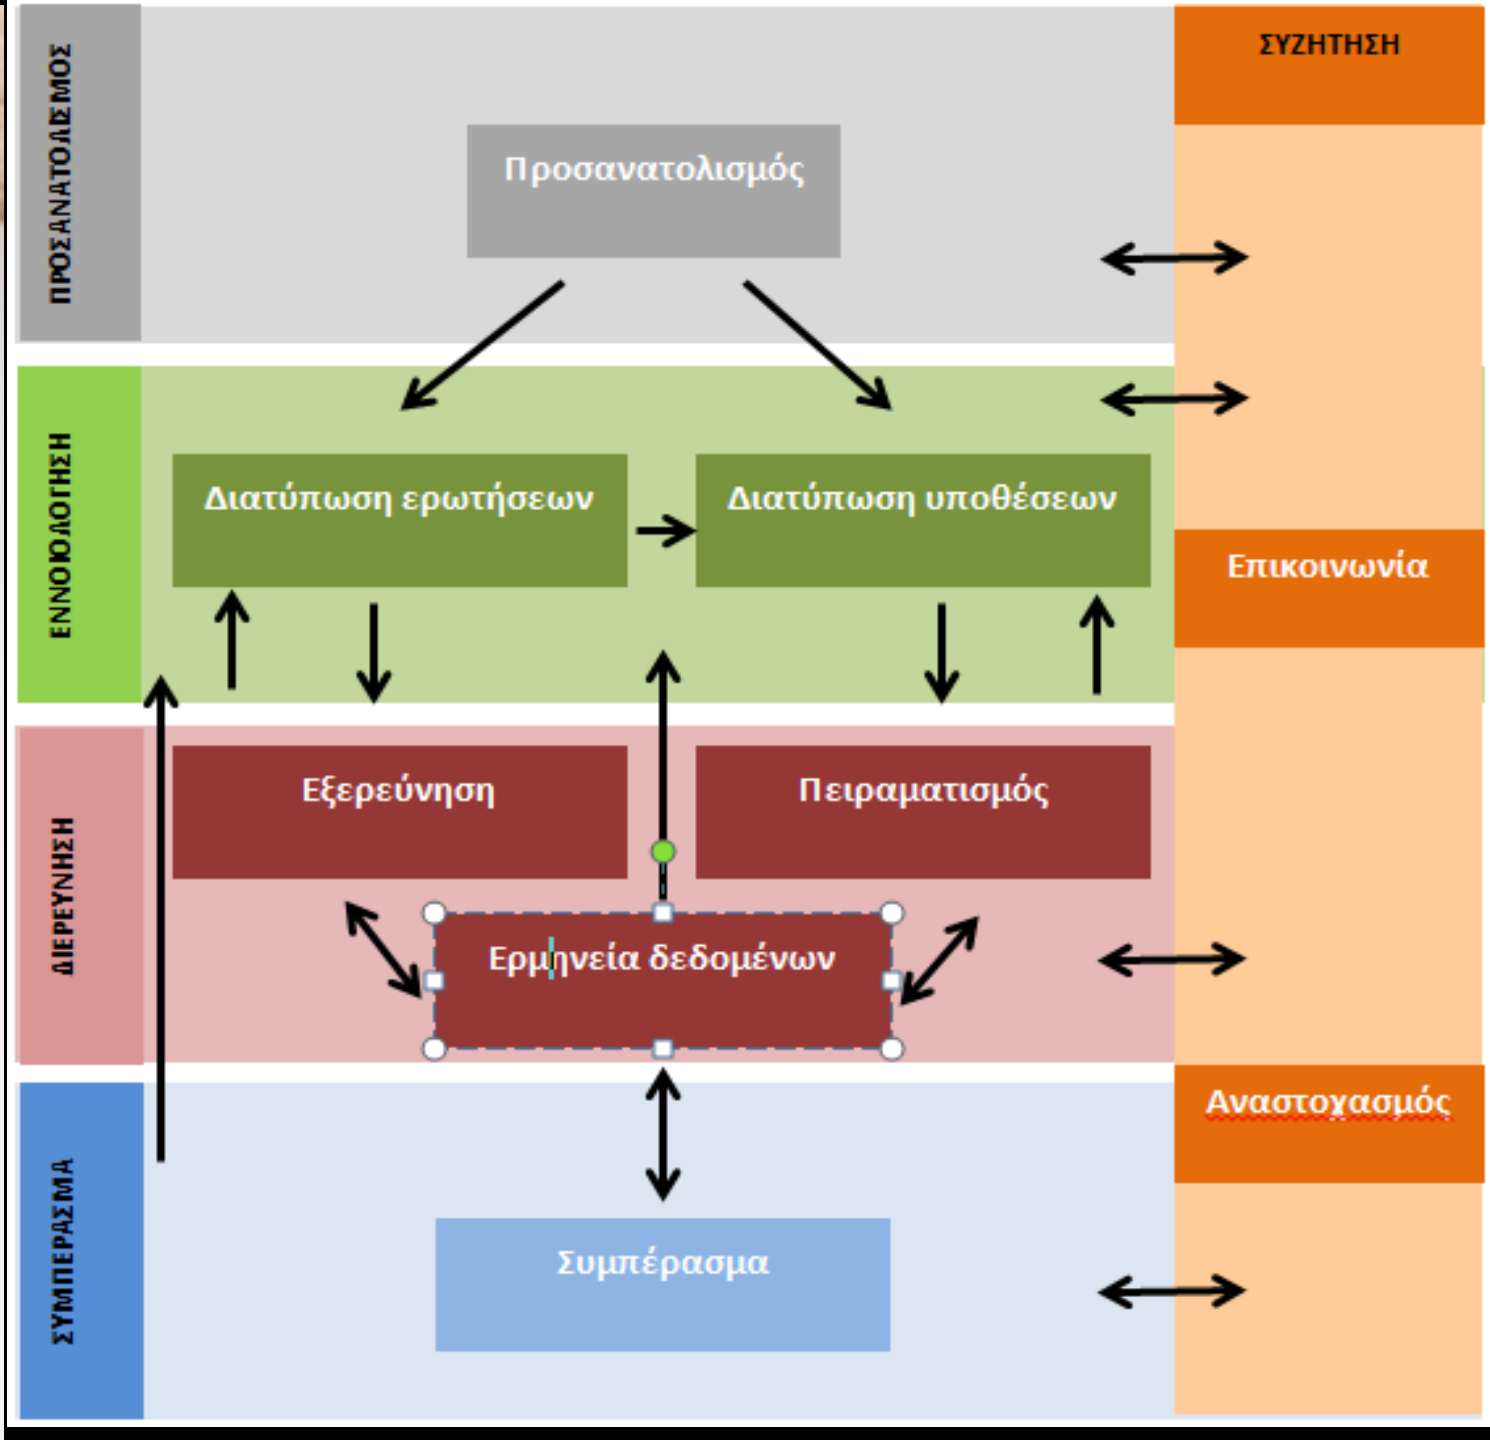 ΠΡΟΣΑΝΑΤΟΛΙΣΜΟΣ
Προσανατολισμός
ΣΥΖΗΤΗΣΗ
ΕΝΝΟΙΟΛΟΓΗΣΗ
Διατύπωση ερωτήσεων
Διατύπωση υποθέσεων
Επικοινωνία
ΔΙΕΡΕΥΝΗΣΗ
Εξερεύνηση
Πειραματισμός
Ερμηνεία δεδομένων
Αναστοχασμός
ΣΥΜΠΕΡΑΣΜΑ
Συμπέρασμα